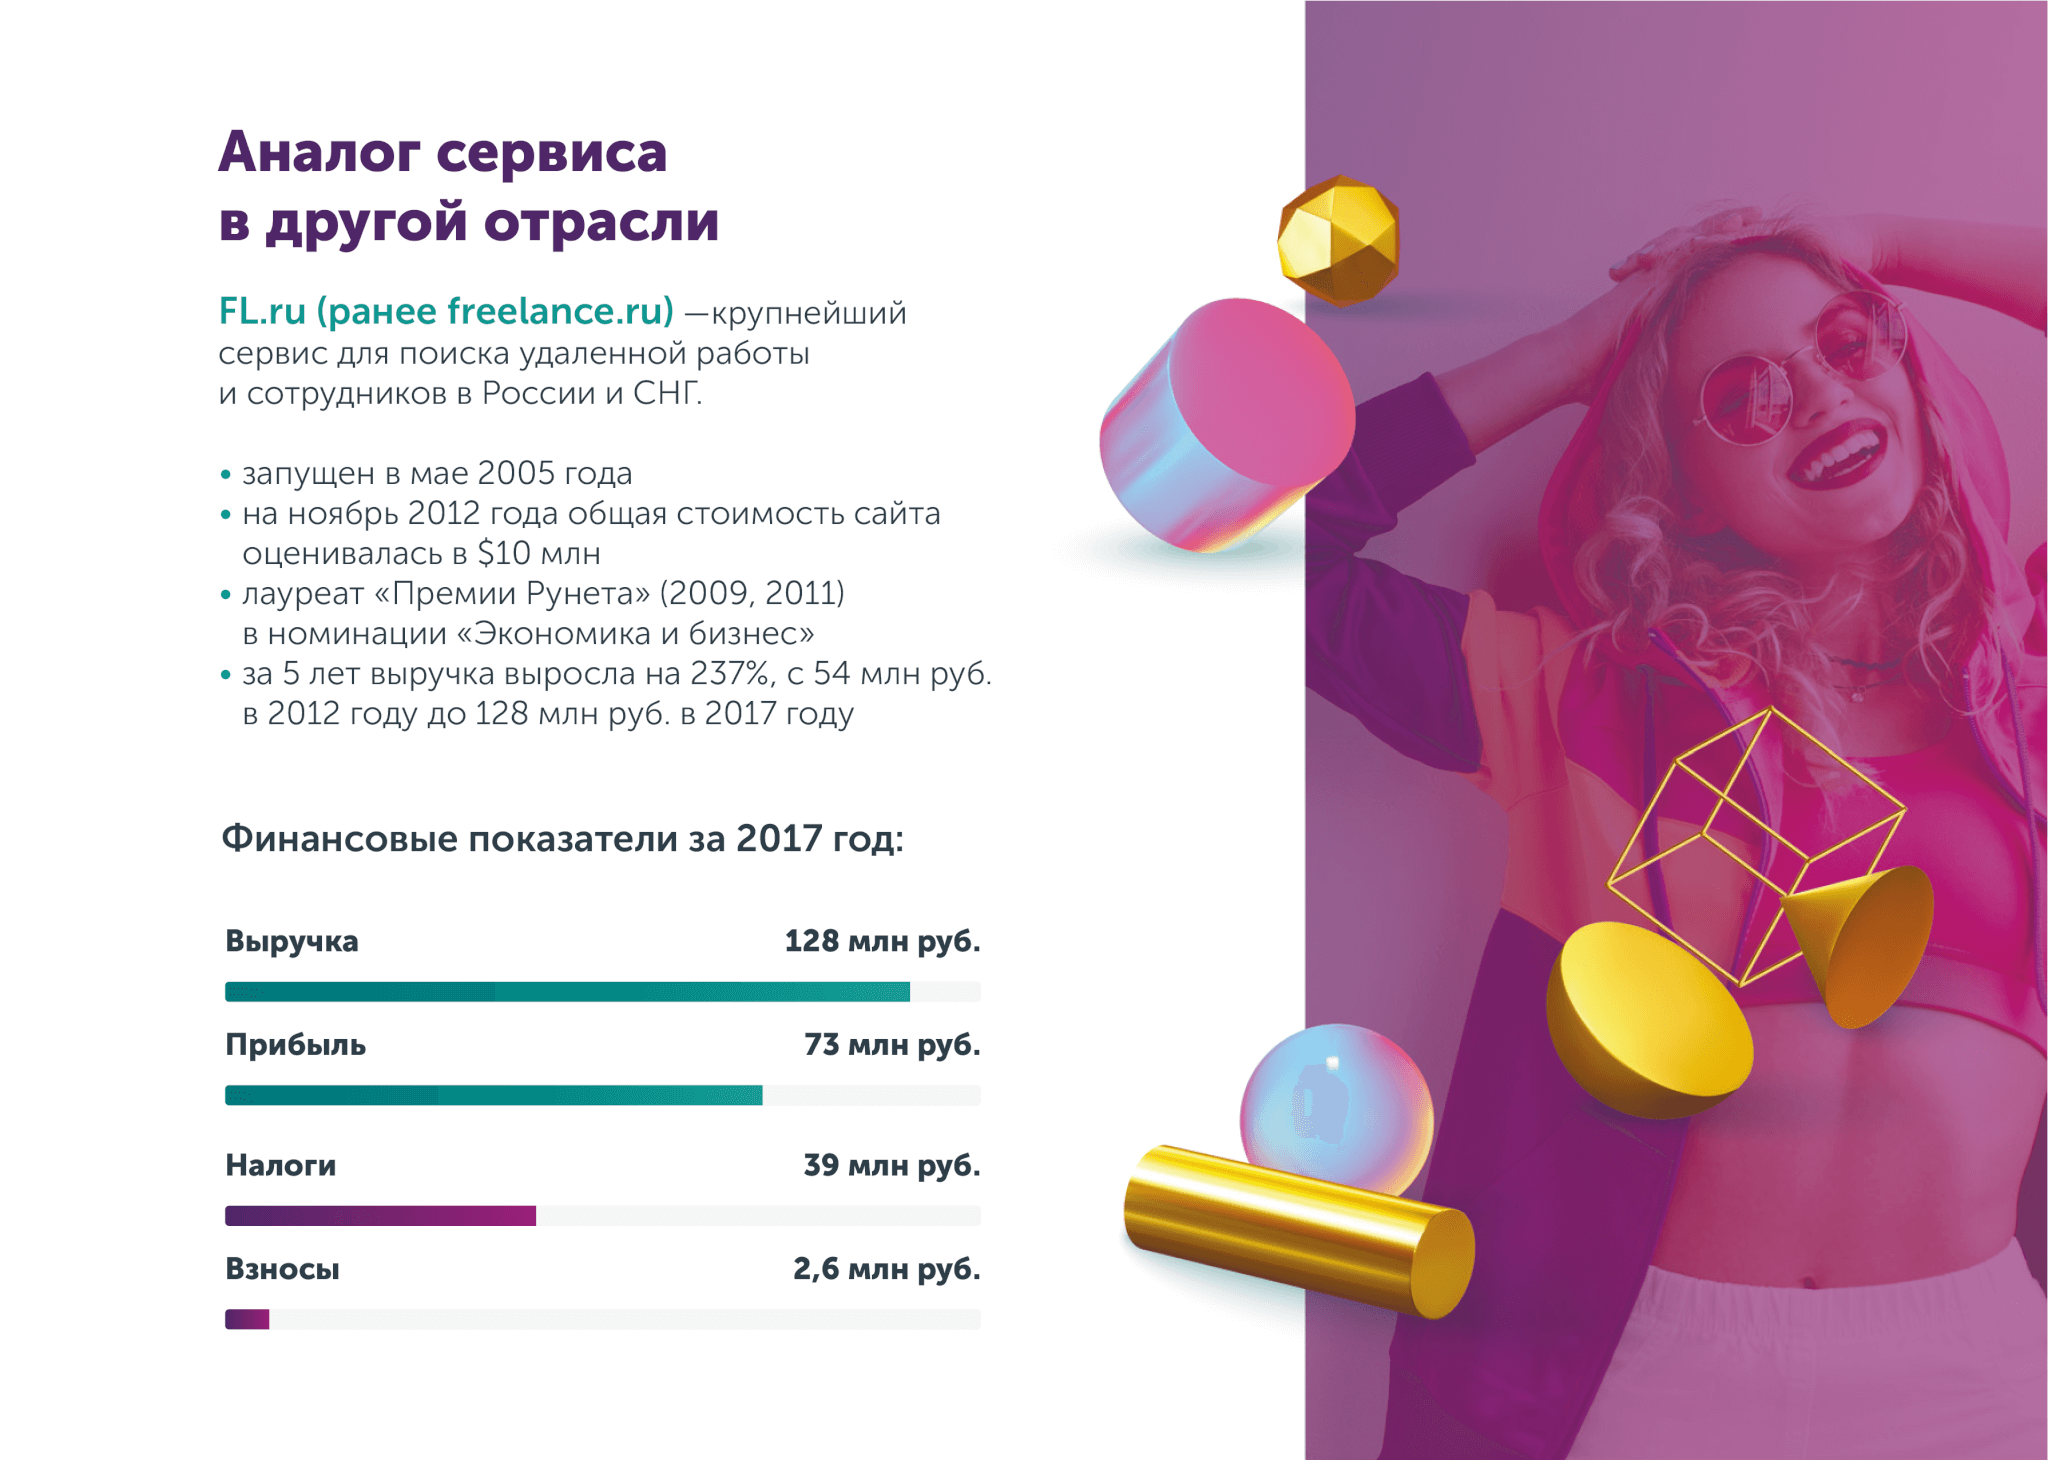 Аналог сервиса
в другой отрасли
FL.ru (ранее freelance.ru) —крупнейший
сервис для поиска удаленной работы
и сотрудников в России и СНГ.
• запущен в мае 2005 года
• на ноябрь 2012 года общая стоимость сайта
оценивалась в $10 млн
• лауреат «Премии Рунета» (2009, 2011)
в номинации «Экономика и бизнес»
• за 5 лет выручка выросла на 237%, с 54 млн руб.
в 2012 году до 128 млн руб. в 2017 году
Финансовые показатели за 2017 год:
Выручка 128 млн руб.
Прибыль 73 млн руб.
Налоги 39 млн руб.
Взносы 2,6 млн руб.